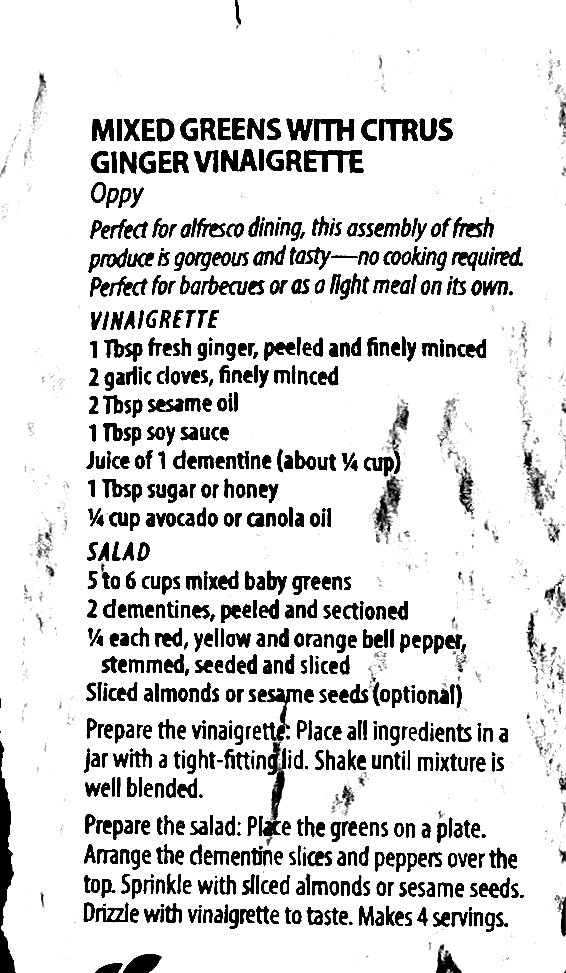 MIXED GREENS WITH CITRUS
GINGER VINAIGRETTE
Oppy
Perfect for alfresco dining, this assembly of fresh
produce is gorgeous and tasty—no cooking required.
Perfect for barbecues or as a light meal on its own.
VINAIGRETTE
1 Tbsp fresh ginger, peeled and finely minced
2 garlic cloves, finely minced
2 Tbsp sesame oil
1 Tbsp soy sauce
Juice of 1 clementine (about ¼ cup)
1 Tbsp sugar or honey
¼ cup avocado or canola oil
SALAD
5 to 6 cups mixed baby greens
2 clementines, peeled and sectioned
¼ each red, yellow and orange bell pepper,
stemmed, seeded and sliced
Sliced almonds or sesame seeds (optional)
Prepare the vinaigrette: Place all ingredients in a
jar with a tight-fitting lid. Shake until mixture is
well blended.
Prepare the salad: Place the greens on a plate.
Arrange the clementine slices and peppers over the
top. Sprinkle with sliced almonds or sesame seeds.
Drizzle with vinaigrette to taste. Makes 4 servings.